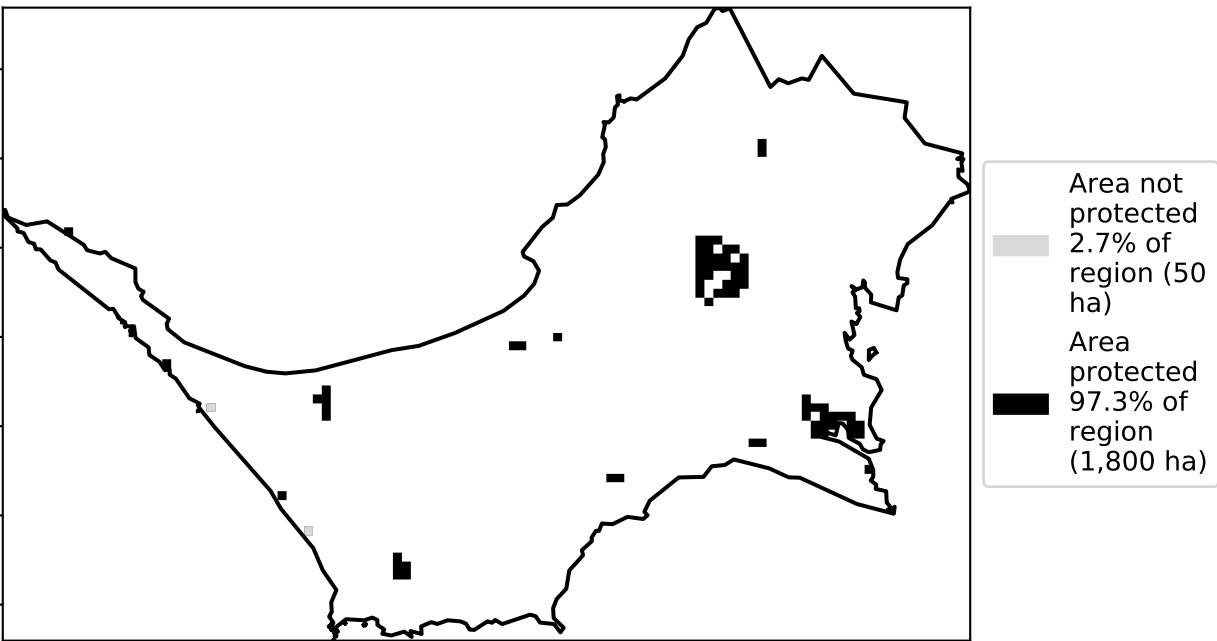 Area not
protected
2.7% of
region (50
ha)
Area
protected
97.3% of
region
(1,800 ha)